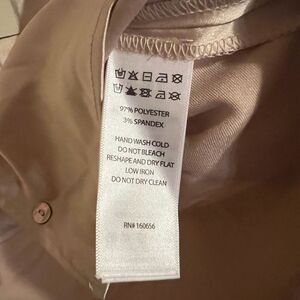 97% POLYESTER
3% SPANDEX
HAND WASH COLD
DO NOT BLEACH
RESHAPE AND DRY FLAT
LOW IRON
DO NOT DRY CLEAN
RN# 160656